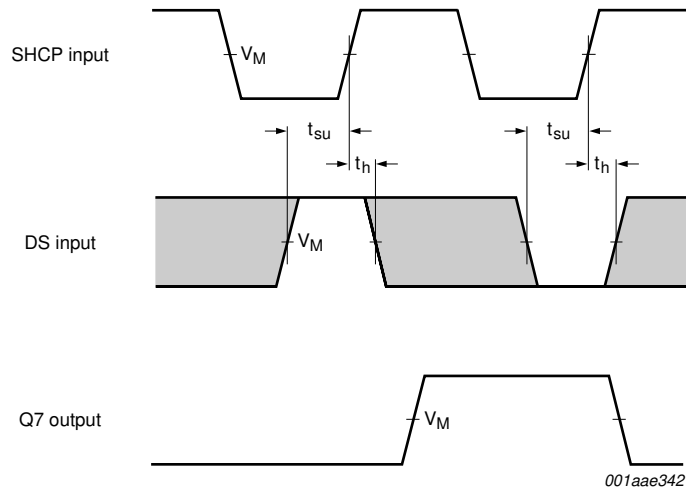 SHCP input
V_M
t_su
t_su
t_h
t_h
DS input
V_M
Q7 output
V_M
001aae342